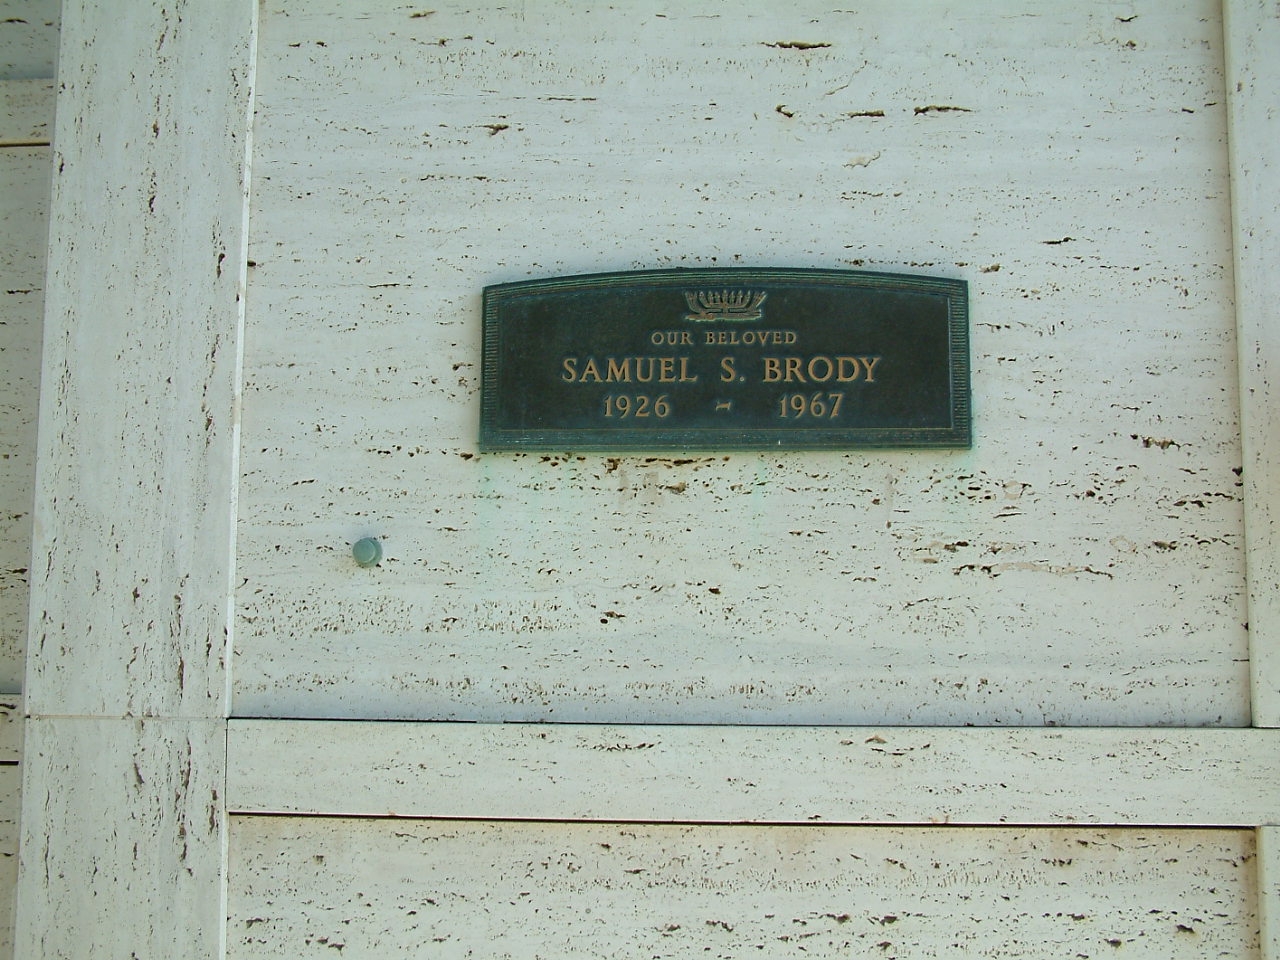 OUR BELOVED
SAMUEL S. BRODY
1926 - 1967